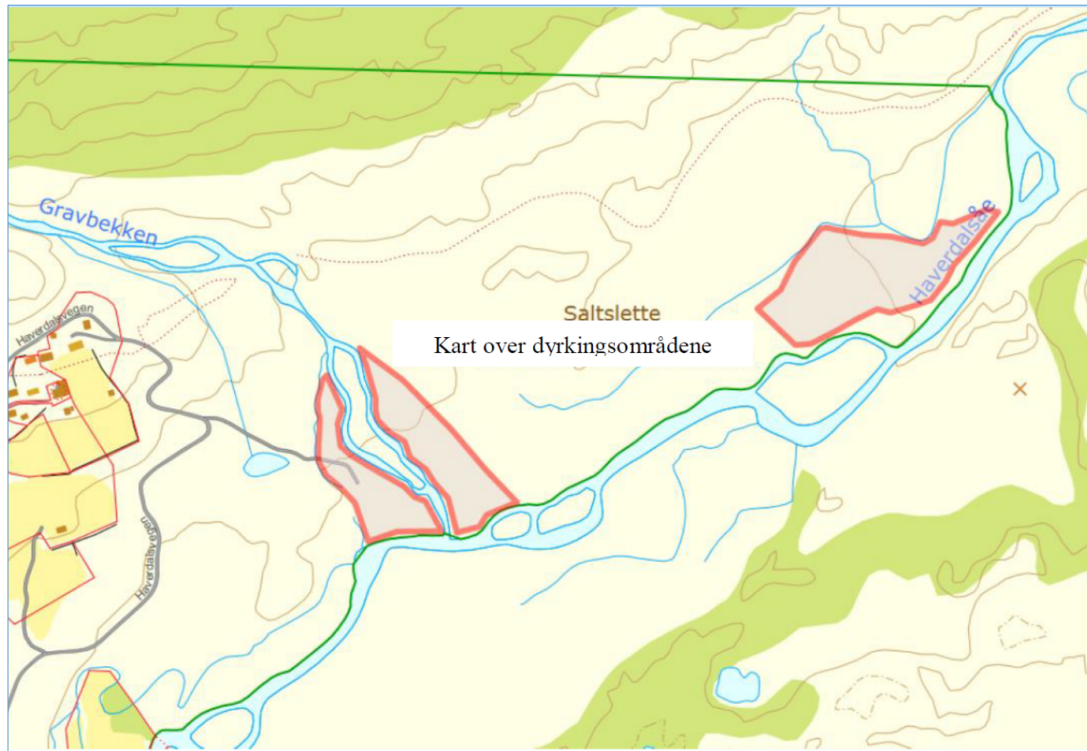 Gravbekken
Haverdalsåe
Haverdalsvegen
Saltslette
Kart over dyrkingsområdene
Haverdalsvegen